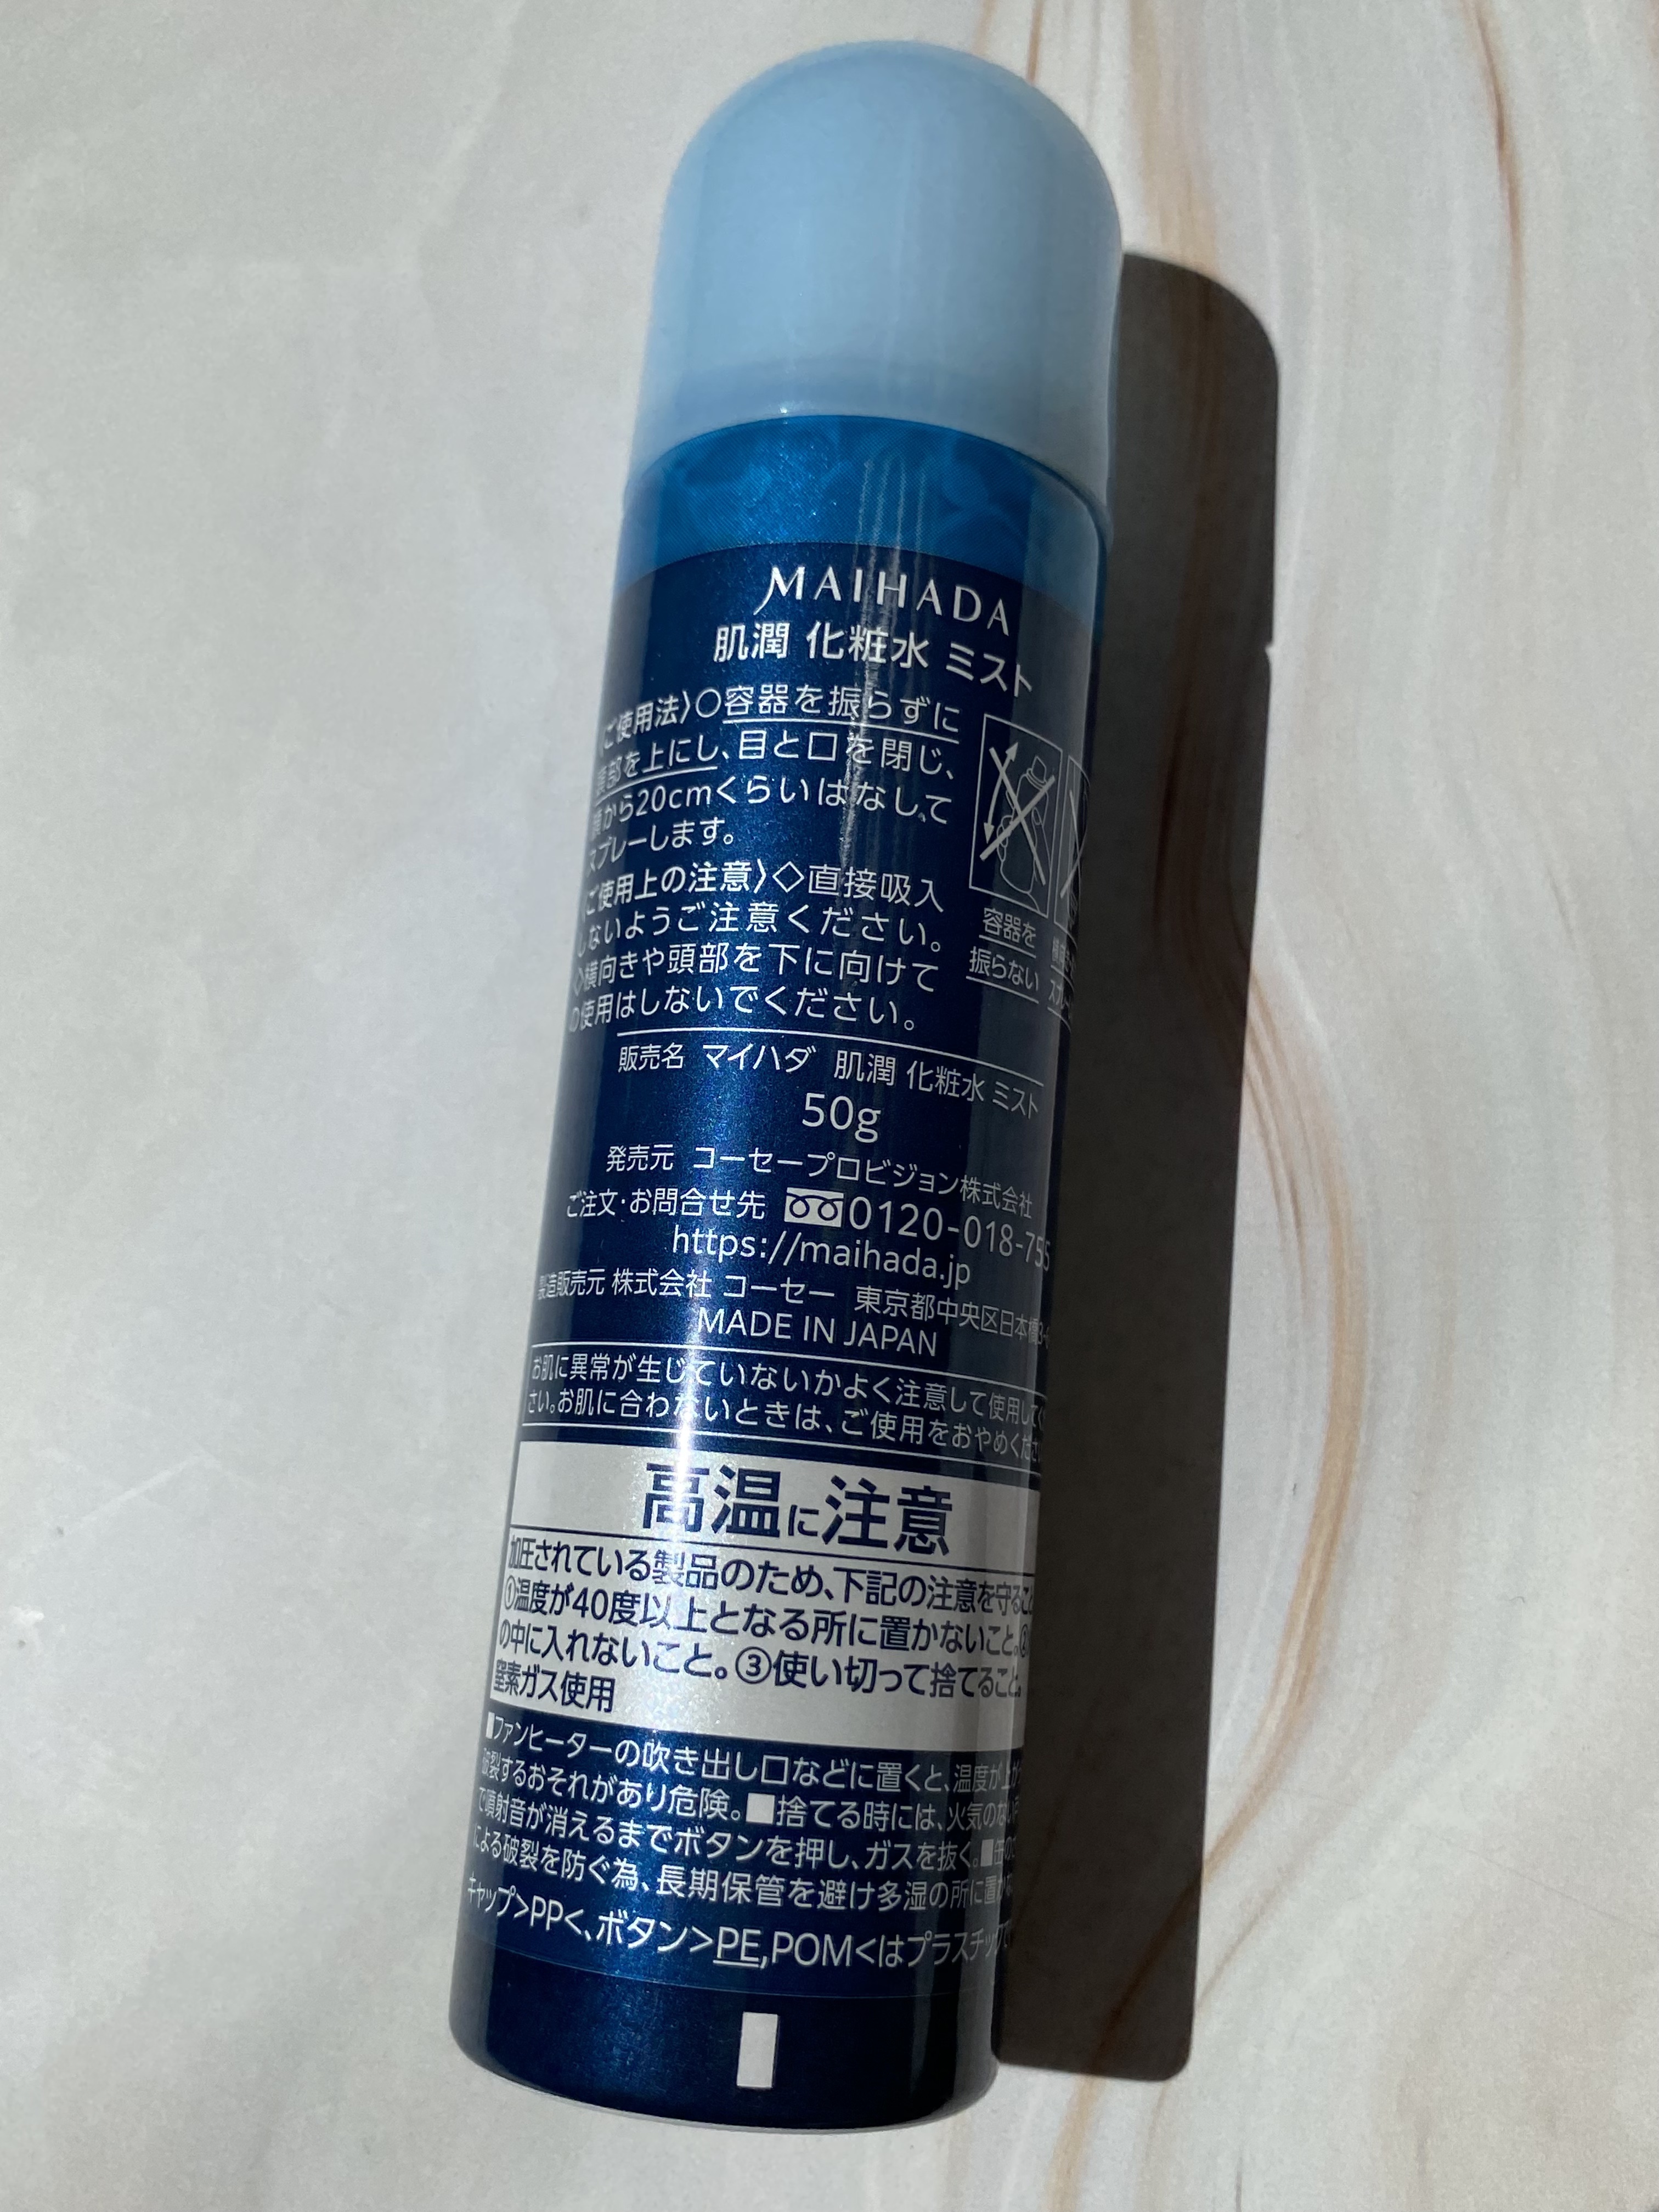 MAIHADA
肌潤 化粧水 ミスト
ご使用法〉○容器を振らずに
頭部を上にし、目と口を閉じ、
から20cmくらいはなして
スプレーします。
ご使用上の注意〉◇直接吸入
しないようご注意ください。
◇横向きや頭部を下に向けて
の使用はしないでください。
容器を
振らない
販売名 マイハダ 肌潤 化粧水 ミスト
50g
発売元 コーセープロビジョン株式会社
ご注文・お問合せ先 0120-018-755
https://maihada.jp
製造販売元 株式会社 コーセー 東京都中央区日本橋3-6
MADE IN JAPAN
お肌に異常が生じていないかよく注意して使用して
さい。お肌に合わないときは、ご使用をおやめくださ
高温に注意
加圧されている製品のため、下記の注意を守ること
①温度が40度以上となる所に置かないこと。②
の中に入れないこと。③使い切って捨てること。
窒素ガス使用
■ファンヒーターの吹き出し口などに置くと、温度が上が
破裂するおそれがあり危険。■捨てる時には、火気のない
で噴射音が消えるまでボタンを押し、ガスを抜く。■缶の
による破裂を防ぐ為、長期保管を避け多湿の所に置か
キャップ>PP<、ボタン>PE,POM<はプラスチック